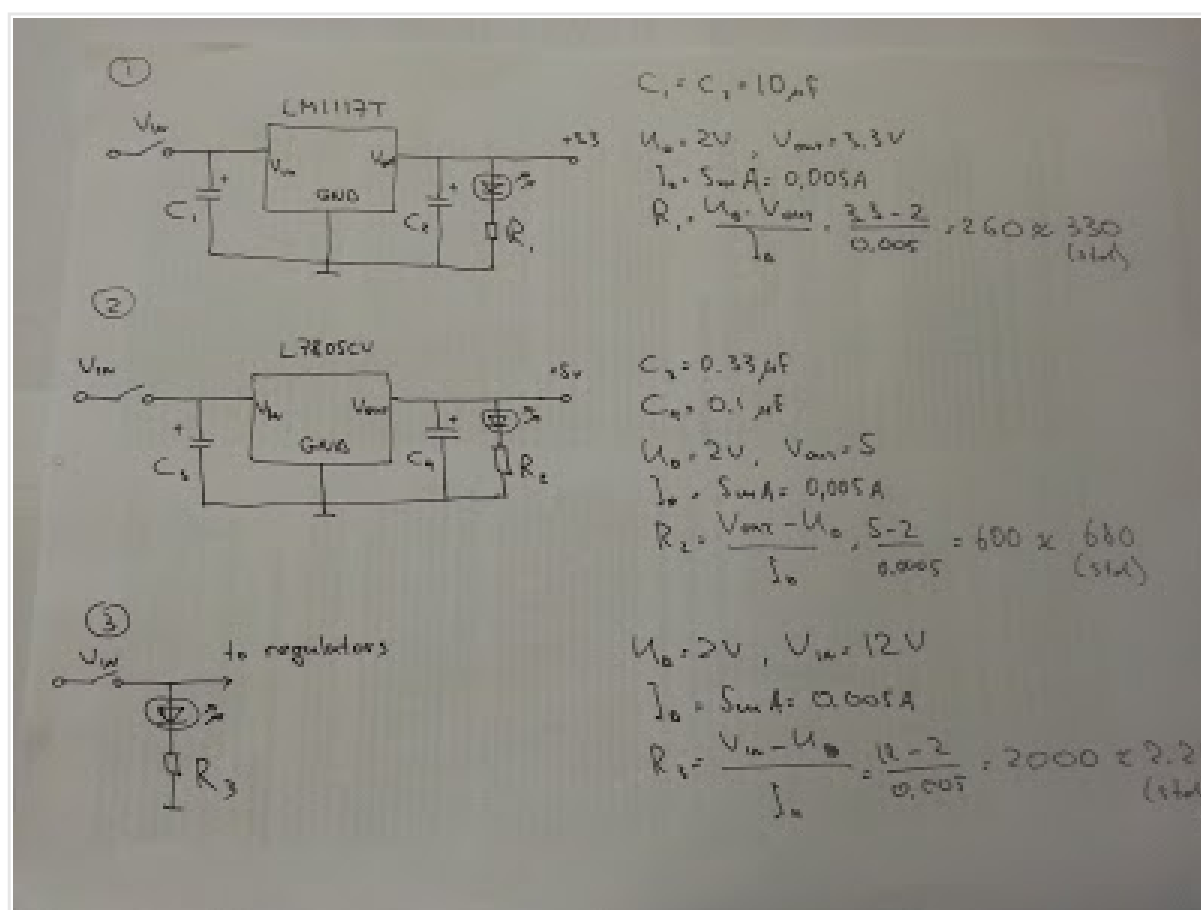 1
C₁ = C₂ = 10 µF
LM1117T
Vin
+3.3
Vin
Vout
GND
C₁
+
C₂
+
R₁
U₀ = 2V, Vout = 3.3V
I₀ = 5mA = 0,005A
R₁ = U₀ - Vout / I₀ = 3.3 - 2 / 0,005 = 260 ≈ 330
(std)
2
L7805CV
Vin
+5v
Vin
Vout
GND
+
C₃
+
C₄
R₂
C₃ = 0.33 µF
C₄ = 0.1 µF
U₀ = 2V, Vout = 5
I₀ = 5mA = 0,005A
R₂ = Vout - U₀ / I₀ = 5 - 2 / 0.005 = 600 ≈ 680
(std)
3
Vin
to regulators
R₃
U₀ = 2V, Vin = 12V
I₀ = 5mA = 0.005A
R₃ = Vin - U₀ / I₀ = 12 - 2 / 0,005 = 2000 ≈ 2.2
(std